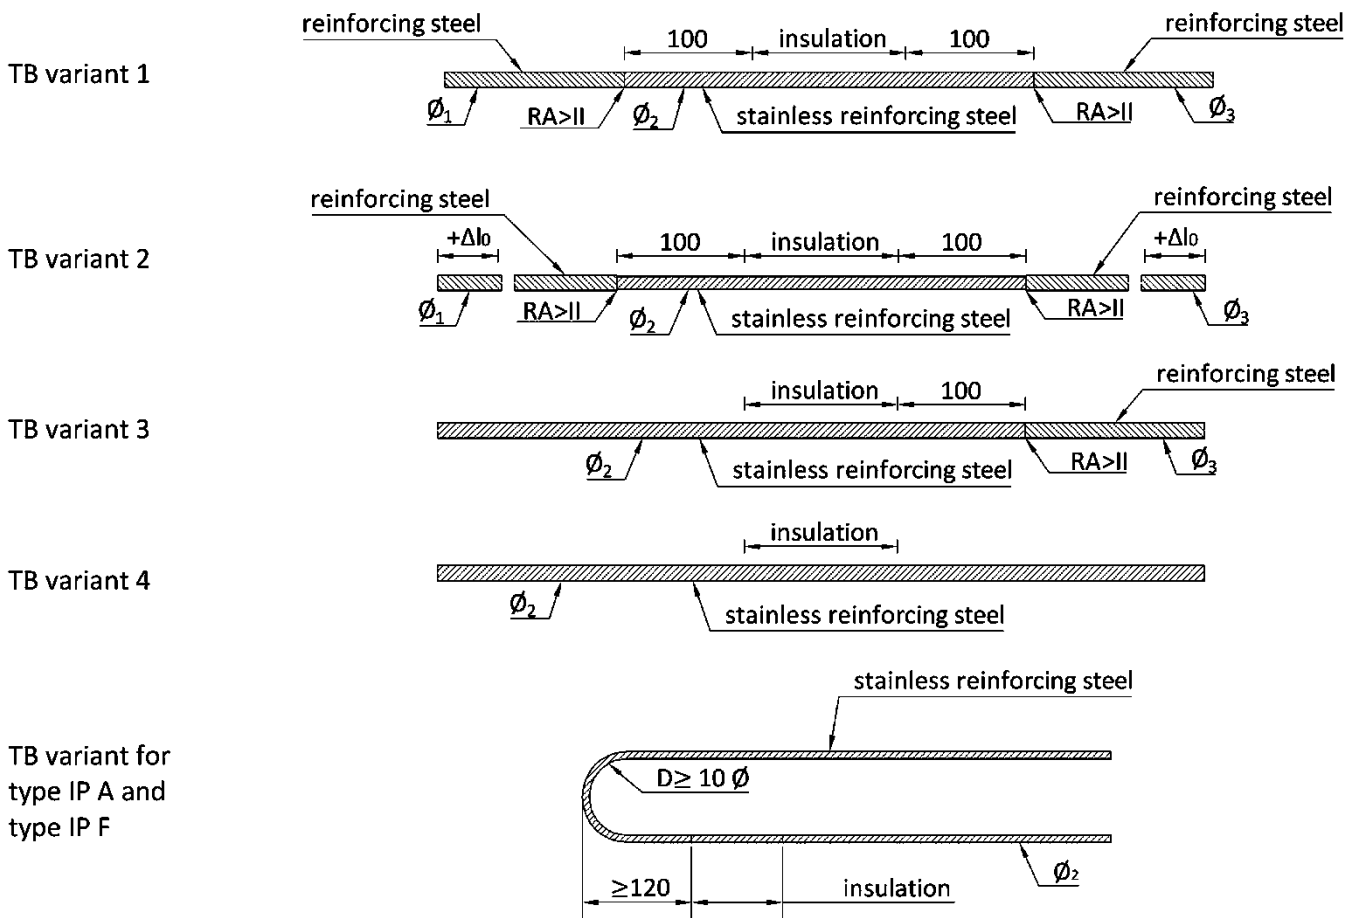 reinforcing steel
reinforcing steel
100 insulation 100
TB variant 1
Ø1 RA>II Ø2 stainless reinforcing steel RA>II Ø3
reinforcing steel
reinforcing steel
+Δl0 100 insulation 100 +Δl0
TB variant 2
Ø1 RA>II Ø2 stainless reinforcing steel RA>II Ø3
reinforcing steel
insulation 100
TB variant 3
Ø2 stainless reinforcing steel RA>II Ø3
insulation
TB variant 4
Ø2 stainless reinforcing steel
stainless reinforcing steel
TB variant for
type IP A and
type IP F
D≥ 10 Ø
Ø2
≥120 insulation